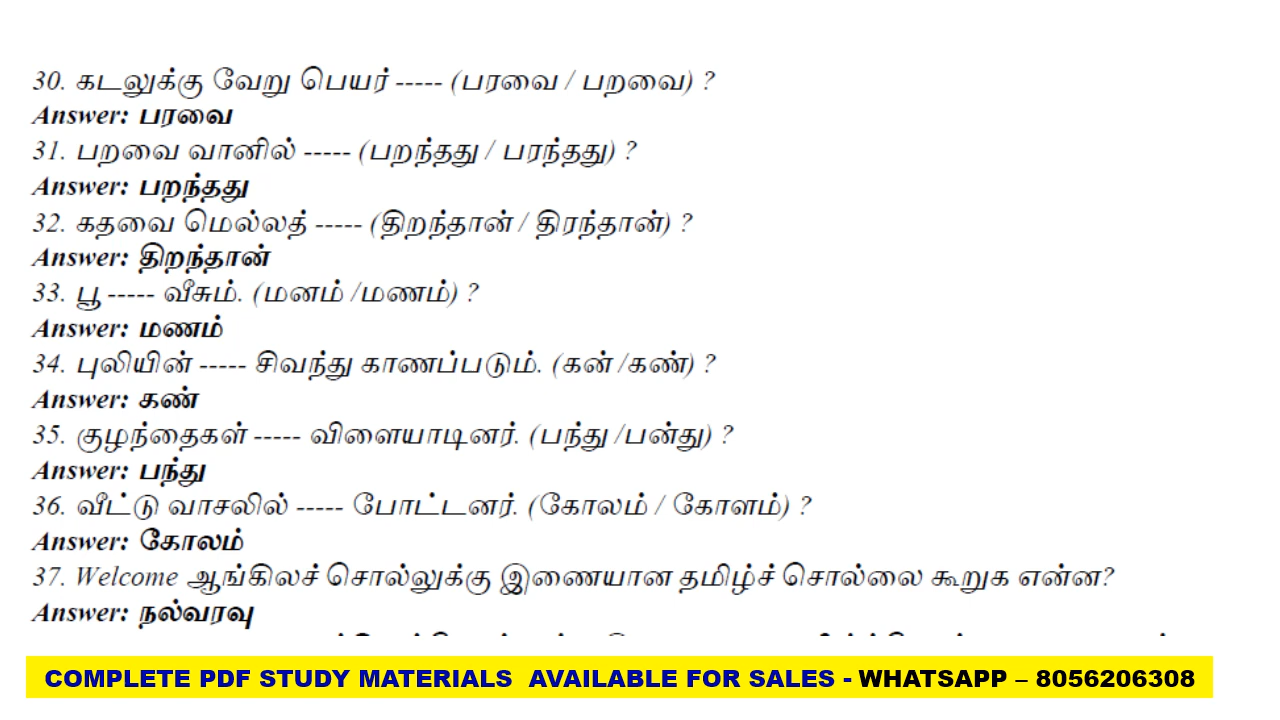 30. கடலுக்கு வேறு பெயர் ----- (பரவை / பறவை) ?
Answer: பரவை
31. பறவை வானில் ----- (பறந்தது / பரந்தது) ?
Answer: பறந்தது
32. கதவை மெல்லத் ----- (திறந்தான் / திரந்தான்) ?
Answer: திறந்தான்
33. பூ ----- வீசும். (மனம் /மணம்) ?
Answer: மணம்
34. புலியின் ----- சிவந்து காணப்படும். (கன் /கண்) ?
Answer: கண்
35. குழந்தைகள் ----- விளையாடினர். (பந்து /பன்து) ?
Answer: பந்து
36. வீட்டு வாசலில் ----- போட்டனர். (கோலம் / கோளம்) ?
Answer: கோலம்
37. Welcome ஆங்கிலச் சொல்லுக்கு இணையான தமிழ்ச் சொல்லை கூறுக என்ன?
Answer: நல்வரவு
COMPLETE PDF STUDY MATERIALS AVAILABLE FOR SALES - WHATSAPP – 8056206308